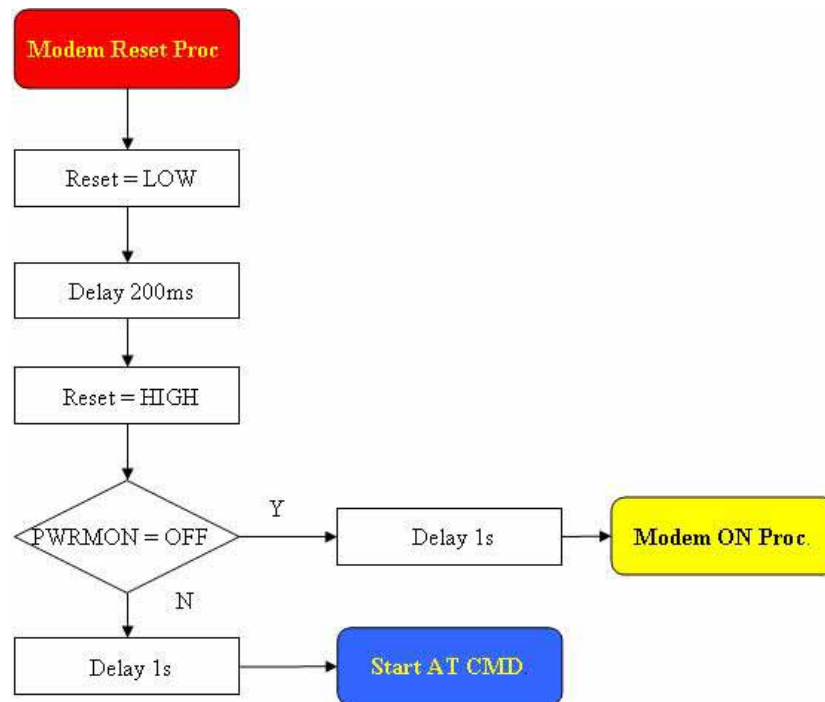 Modem Reset Proc
Reset = LOW
Delay 200ms
Reset = HIGH
PWRMON = OFF
Y
Delay 1s
Modem ON Proc.
N
Delay 1s
Start AT CMD.